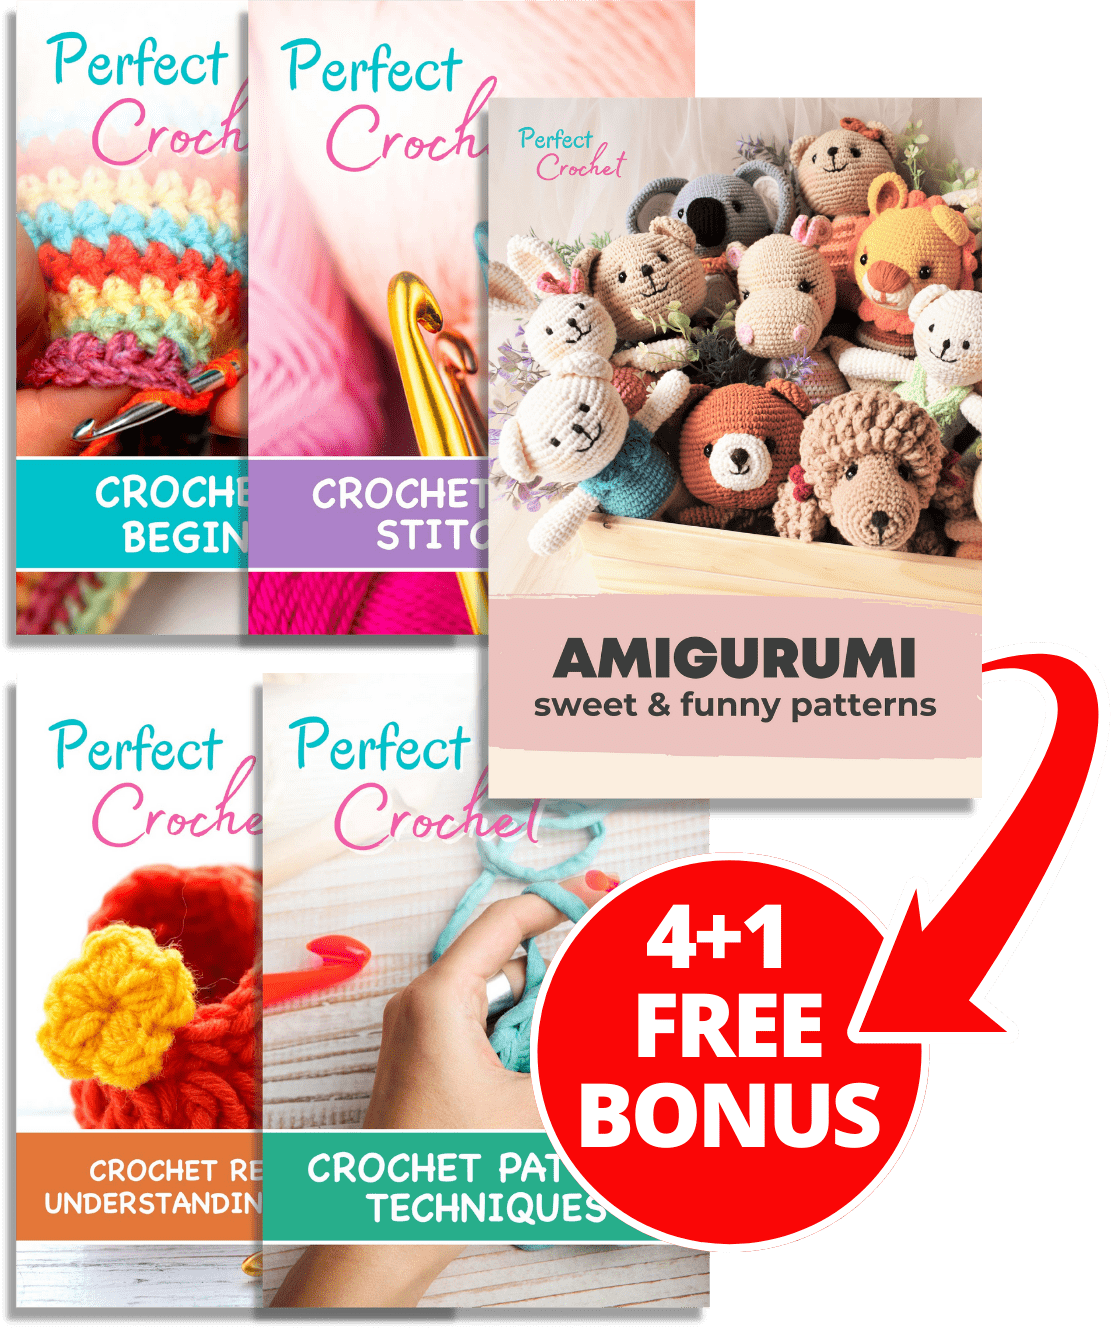 Perfect
Croch
CROCHE
BEGIN
Perfect
Croch
CROCHET
STITC
Perfect
Crochet
AMIGURUMI
sweet & funny patterns
Perfect
Croche
CROCHET RE
UNDERSTANDIN
Perfect
Crochet
CROCHET PAT
TECHNIQUES
4+1
FREE
BONUS